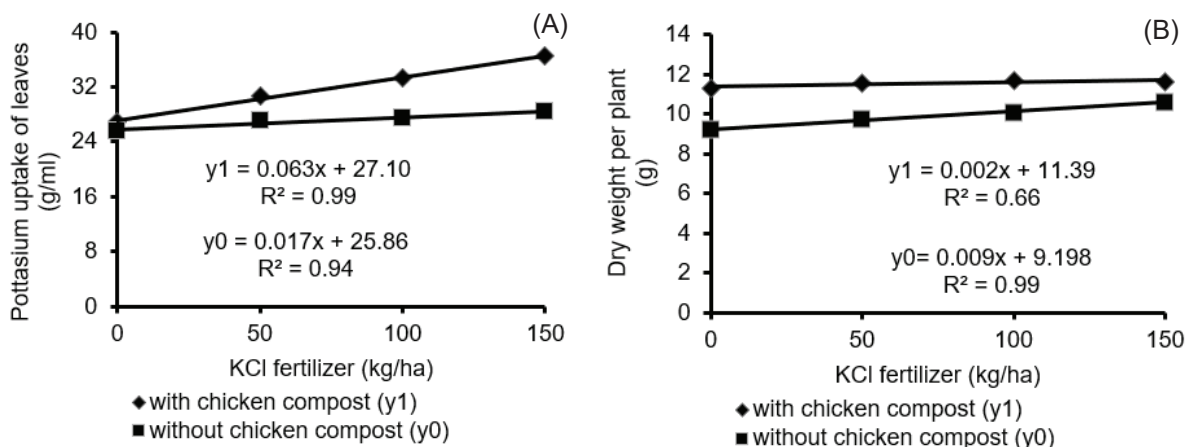 (A)
Pottasium uptake of leaves
(g/ml)
40
32
24
16
8
0
y1 = 0.063x + 27.10
R² = 0.99
y0 = 0.017x + 25.86
R² = 0.94
0 50 100 150
KCl fertilizer (kg/ha)
with chicken compost (y1)
without chicken compost (y0)
(B)
Dry weight per plant
(g)
14
12
10
8
6
4
2
0
y1 = 0.002x + 11.39
R² = 0.66
y0= 0.009x + 9.198
R² = 0.99
0 50 100 150
KCl fertilizer (kg/ha)
with chicken compost (y1)
without chicken compost (y0)